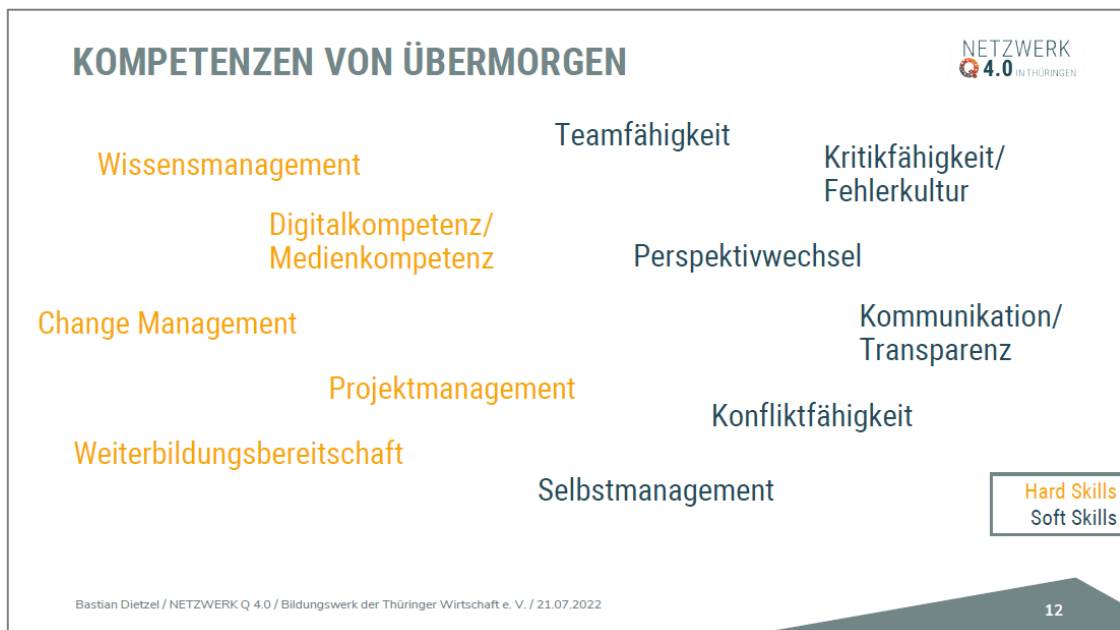 KOMPETENZEN VON ÜBERMORGEN
NETZWERK
Q 4.0 IN THÜRINGEN
Teamfähigkeit
Wissensmanagement
Kritikfähigkeit/
Fehlerkultur
Digitalkompetenz/
Medienkompetenz
Perspektivwechsel
Change Management
Kommunikation/
Transparenz
Projektmanagement
Konfliktfähigkeit
Weiterbildungsbereitschaft
Selbstmanagement
Hard Skills
Soft Skills
Bastian Dietzel / NETZWERK Q 4.0 / Bildungswerk der Thüringer Wirtschaft e. V. / 21.07.2022
12